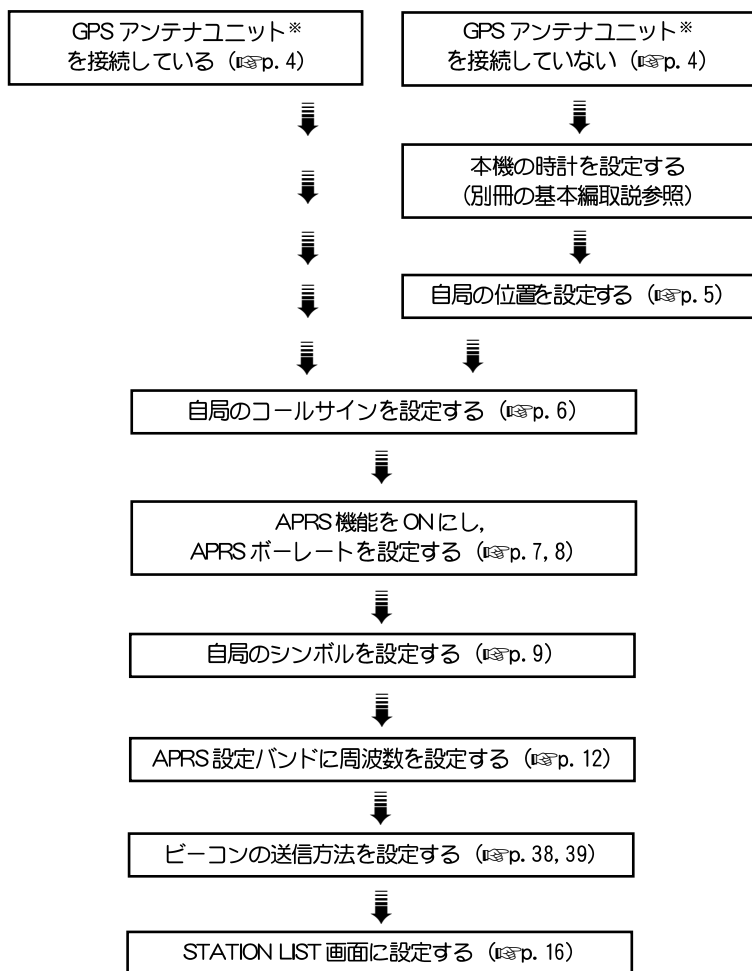 GPS アンテナユニット※
を接続している (☞p. 4)
GPS アンテナユニット※
を接続していない (☞p. 4)
本機の時計を設定する
(別冊の基本編取説参照)
自局の位置を設定する (☞p. 5)
自局のコールサインを設定する (☞p. 6)
APRS 機能を ON にし,
APRS ボーレートを設定する (☞p. 7, 8)
自局のシンボルを設定する (☞p. 9)
APRS 設定バンドに周波数を設定する (☞p. 12)
ビーコンの送信方法を設定する (☞p. 38, 39)
STATION LIST 画面に設定する (☞p. 16)